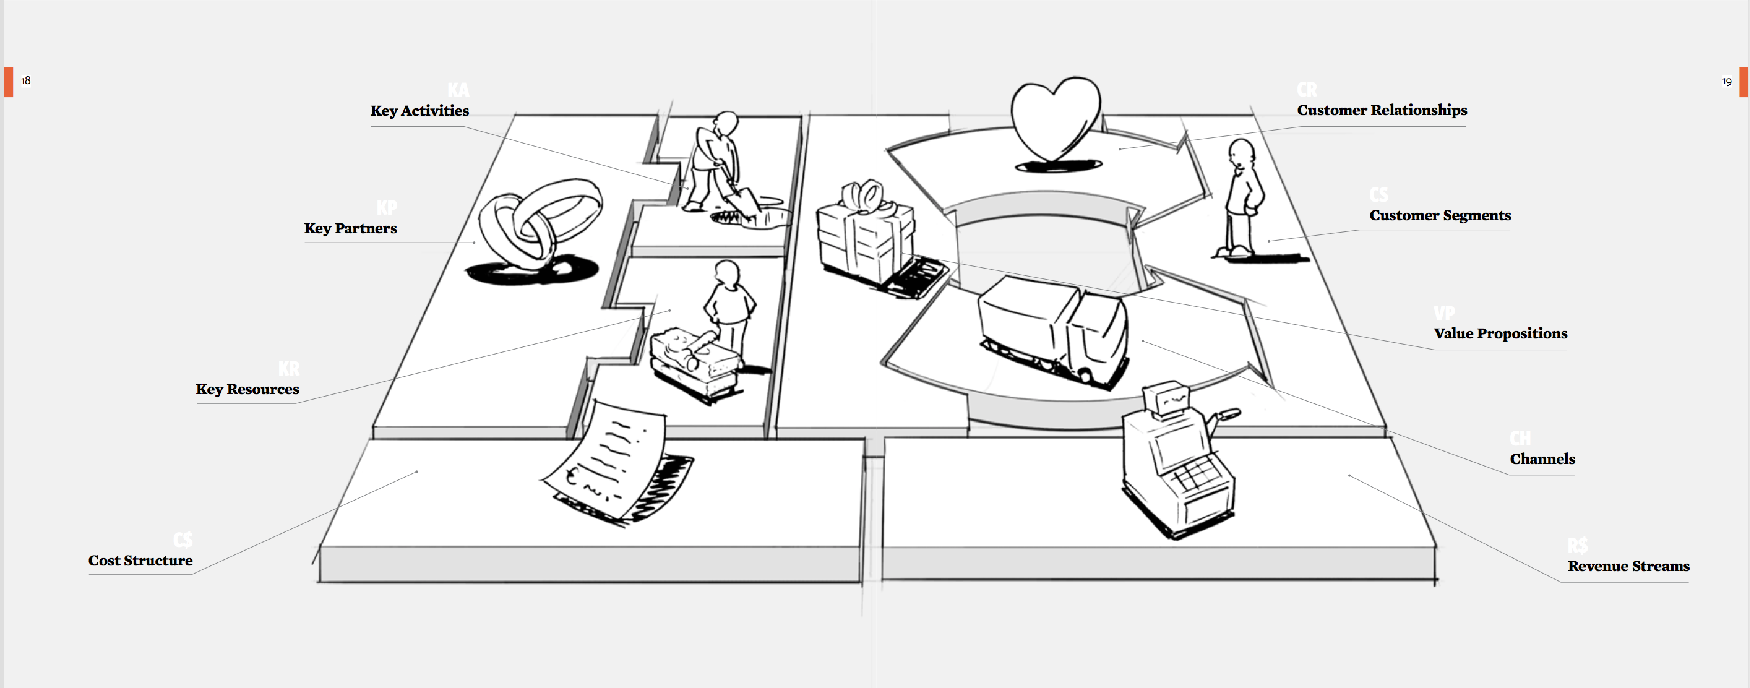 18
19
KA
Key Activities
CR
Customer Relationships
KP
Key Partners
CS
Customer Segments
VP
Value Propositions
KR
Key Resources
CH
Channels
C$
Cost Structure
R$
Revenue Streams